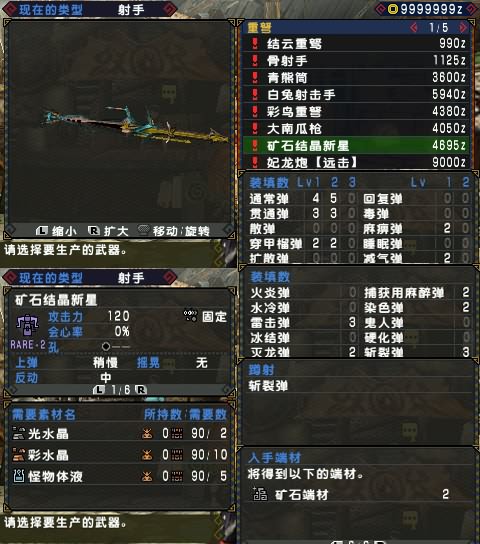 现在的类型 射手
9999999z
重弩 1/5
结云重驽 990z
骨射手 1125z
青熊筒 3600z
白兔射击手 5940z
彩鸟重弩 4380z
大南瓜枪 4050z
矿石结晶新星 4695z
妃龙炮【远击】 9000z
装填数 Lv1 2 3 Lv 1 2
通常弹 4 5 0 回复弹 0 0
贯通弹 3 3 0 毒弹 0 0
散弹 0 0 0 麻痹弹 2 0
穿甲榴弹 2 2 0 睡眠弹 0 0
扩散弹 0 0 0 减气弹 2 0
L 缩小 R 扩大 移动/旋转
请选择要生产的武器。
现在的类型 射手
矿石结晶新星
攻击力 120 固定
会心率 0%
RARE-2 孔
上弹 稍慢 摇晃 无
反动 中
L 1/6 R
装填数
火炎弹 0 捕获用麻醉弹 2
水冷弹 0 染色弹 2
雷击弹 3 鬼人弹 0
冰结弹 0 硬化弹 0
灭龙弹 2 斩裂弹 3
蹲射
斩裂弹
需要素材名 所持数/需要数
光水晶 0 90/ 2
彩水晶 0 90/10
怪物体液 0 90/ 5
入手端材
将得到以下的端材。
矿石端材 2
请选择要生产的武器。